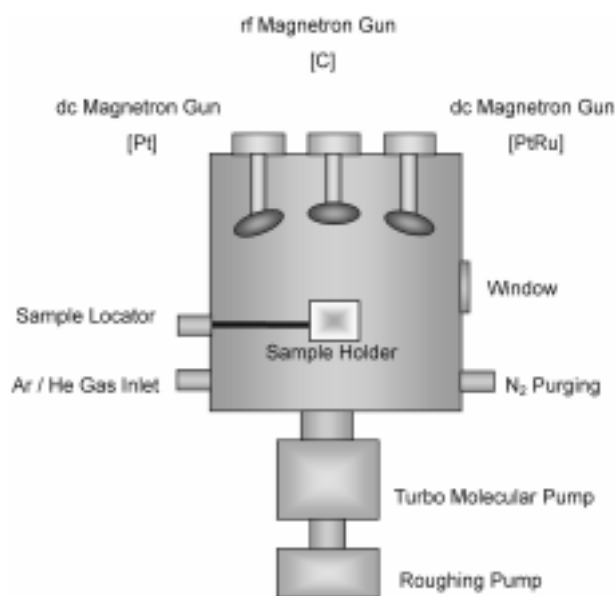 rf Magnetron Gun
[C]
dc Magnetron Gun
[Pt]
dc Magnetron Gun
[PtRu]
Window
Sample Locator
Sample Holder
Ar / He Gas Inlet
N₂ Purging
Turbo Molecular Pump
Roughing Pump